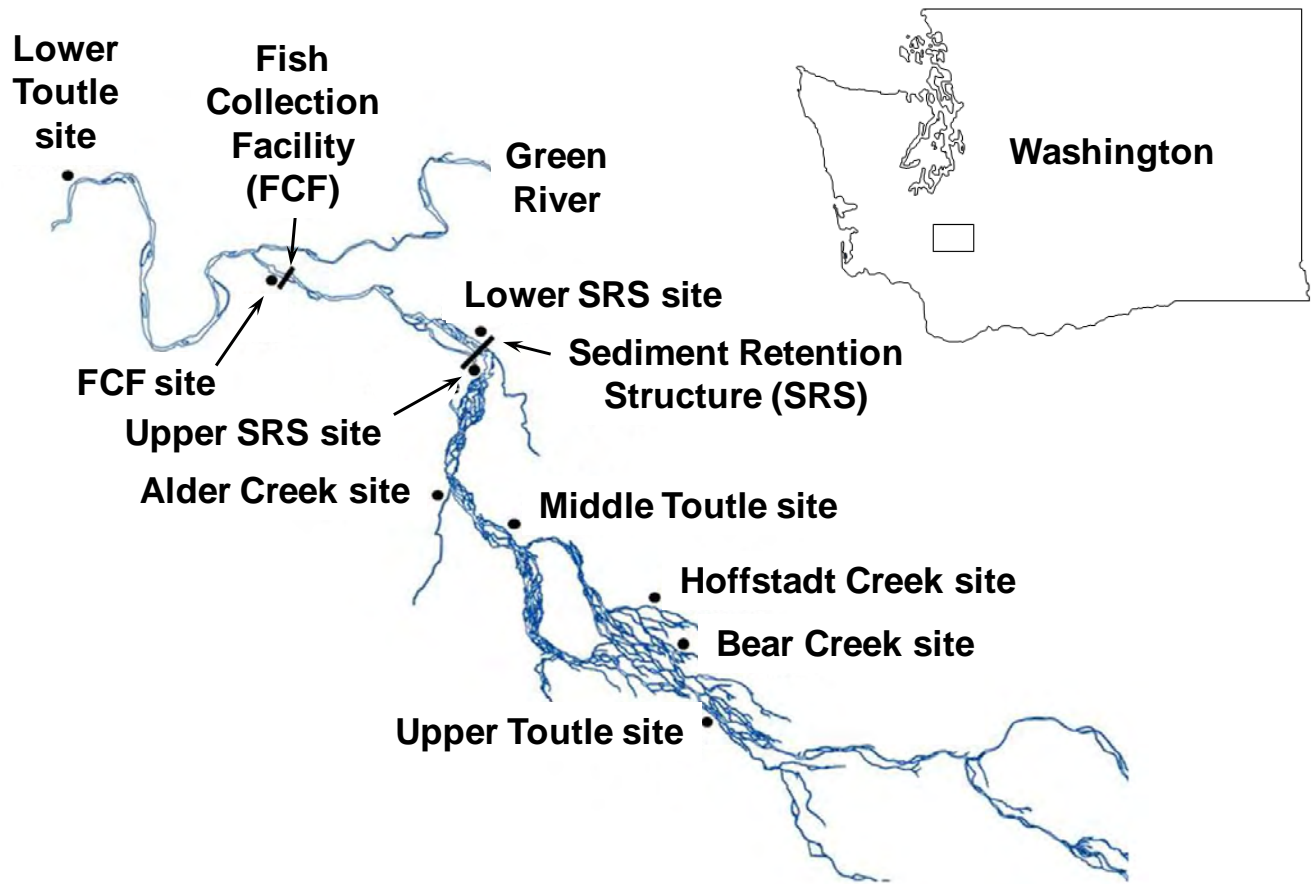 Lower
Toutle
site
Fish
Collection
Facility
(FCF)
Green
River
Washington
Lower SRS site
Sediment Retention
Structure (SRS)
FCF site
Upper SRS site
Alder Creek site
Middle Toutle site
Hoffstadt Creek site
Bear Creek site
Upper Toutle site